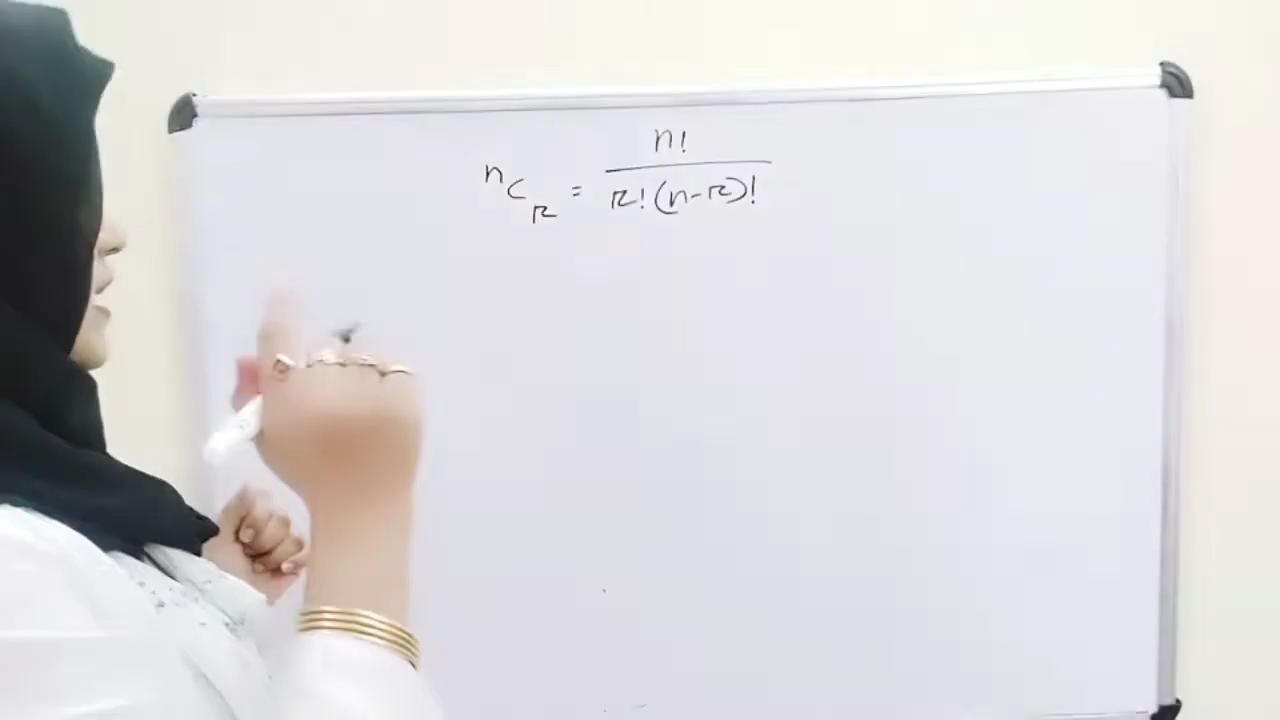 nCr = n! / r!(n-r)!